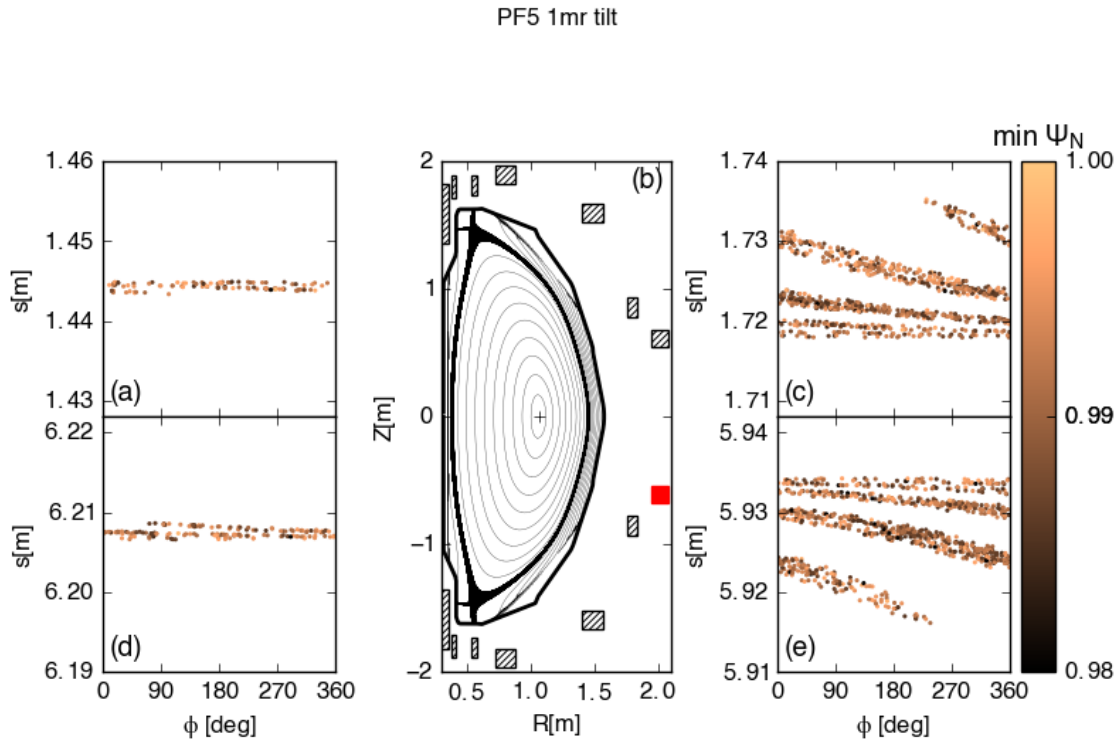 PF5 1mr tilt
min Ψ_N
1.46
1.45
1.44
1.43
s[m]
(a)
6.22
6.21
6.20
6.19
s[m]
(d)
0 90 180 270 360
ϕ [deg]
2
1
0
−1
−2
Z[m]
(b)
0.5 1.0 1.5 2.0
R[m]
1.74
1.73
1.72
1.71
s[m]
(c)
5.94
5.93
5.92
5.91
s[m]
(e)
0 90 180 270 360
ϕ [deg]
1.00
0.99
0.98